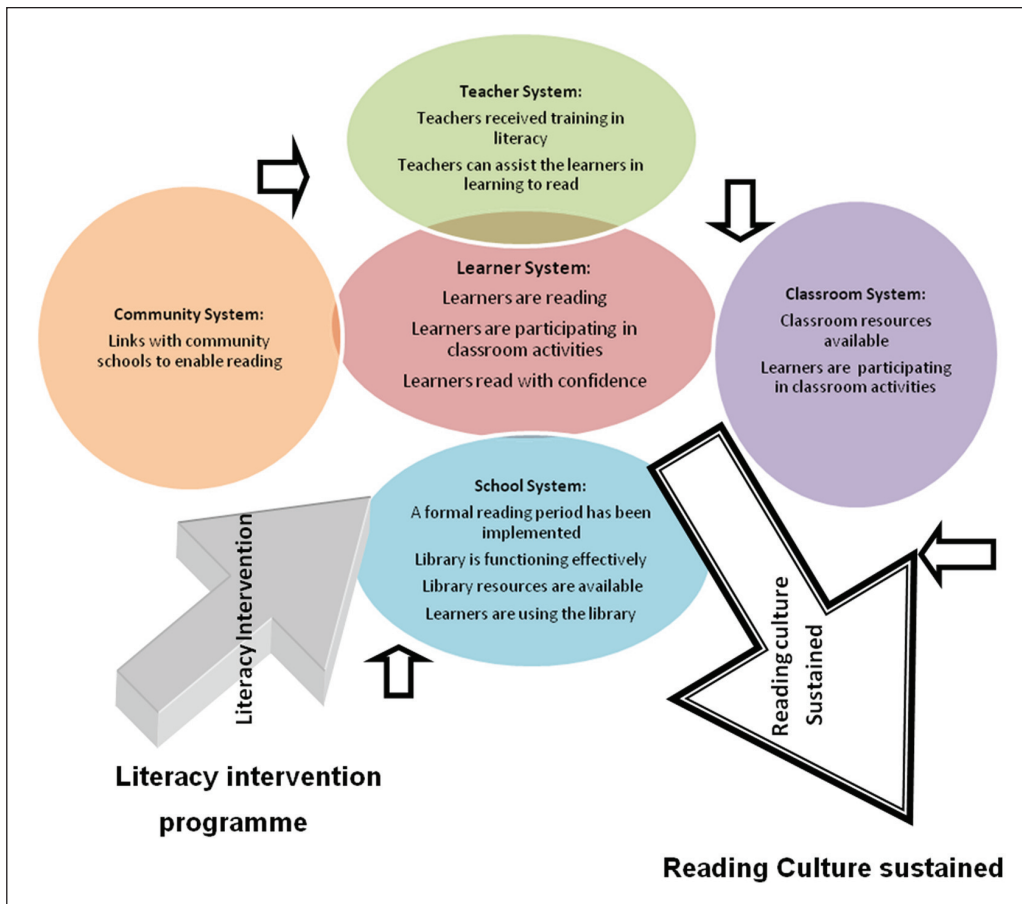 Teacher System:
Teachers received training in
literacy
Teachers can assist the learners in
learning to read
Learner System:
Learners are reading
Learners are participating in
classroom activities
Learners read with confidence
Community System:
Links with community
schools to enable reading
Classroom System:
Classroom resources
available
Learners are participating
in classroom activities
School System:
A formal reading period has been
implemented
Library is functioning effectively
Library resources are available
Learners are using the library
Literacy Intervention
Reading culture
Sustained
Literacy intervention
programme
Reading Culture sustained